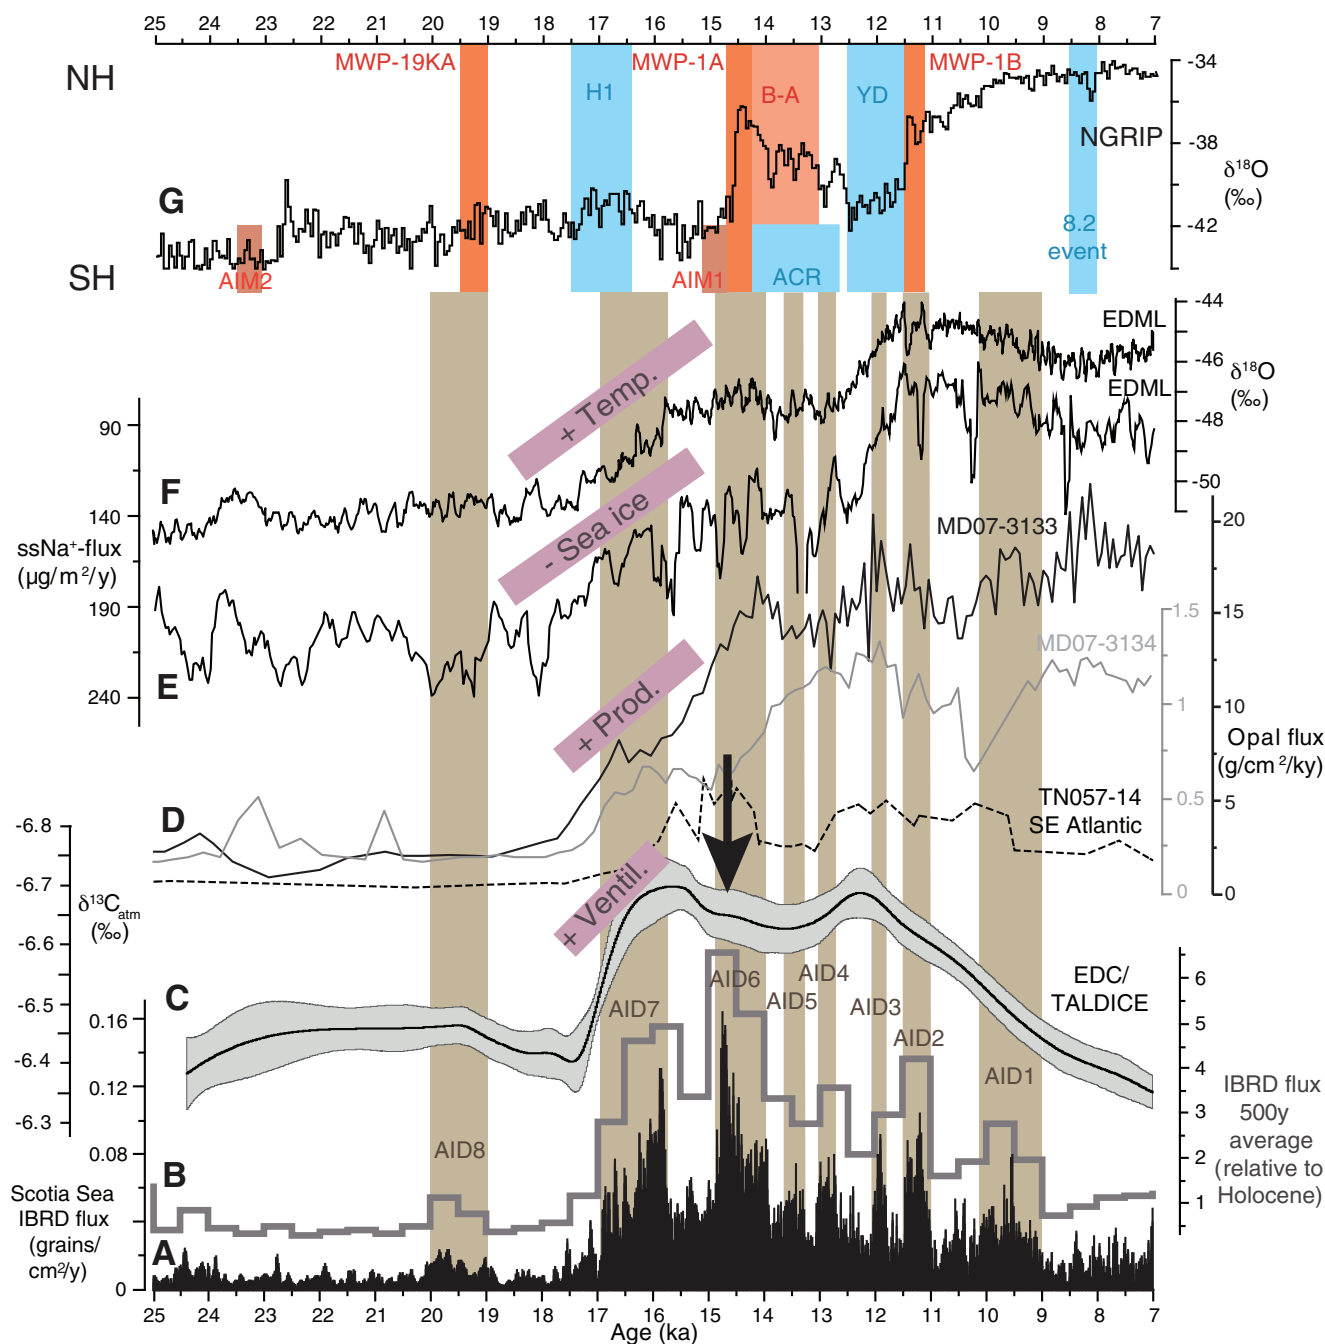 25 24 23 22 21 20 19 18 17 16 15 14 13 12 11 10 9 8 7
MWP-19KA
MWP-1A
MWP-1B
NH
H1
B-A
YD
-34
-38
-42
NGRIP
δ¹⁸O
(‰)
G
8.2
event
SH
AIM2
AIM1
ACR
-44
-46
-48
-50
EDML
EDML
δ¹⁸O
(‰)
+ Temp.
F
90
140
190
240
ssNa⁺-flux
(µg/m²/y)
- Sea ice
E
MD07-3133
MD07-3134
1.5
1
0.5
0
20
15
10
5
0
Opal flux
(g/cm²/ky)
+ Prod.
D
TN057-14
SE Atlantic
-6.8
-6.7
-6.6
-6.5
-6.4
-6.3
δ¹³Catm
(‰)
+ Ventil.
C
EDC/
TALDICE
AID8
AID7
AID6
AID5
AID4
AID3
AID2
AID1
6
5
4
3
2
1
IBRD flux
500y
average
(relative to
Holocene)
B
0.16
0.12
0.08
0
Scotia Sea
IBRD flux
(grains/
cm²/y)
A
25 24 23 22 21 20 19 18 17 16 15 14 13 12 11 10 9 8 7
Age (ka)